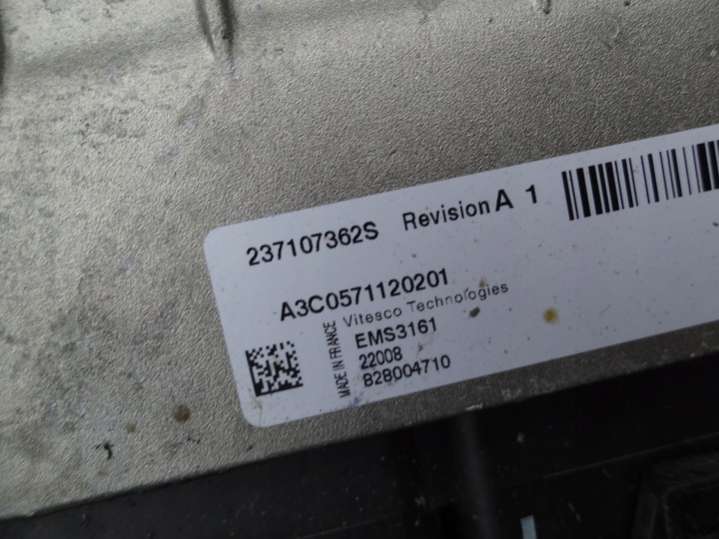 237107362S Revision A 1
A3C0571120201
Vitesco Technologies
MADE IN FRANCE
EMS3161
22008
828004710